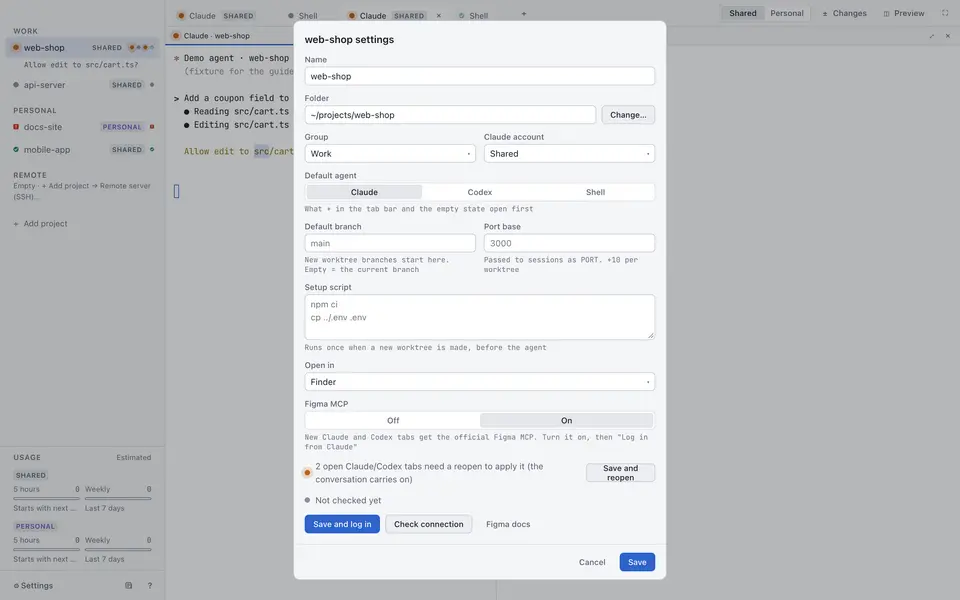 Claude SHARED
Shell
Claude SHARED ×
Shell
+
Shared
Personal
Changes
Preview
WORK
web-shop SHARED
Allow edit to src/cart.ts?
api-server SHARED
PERSONAL
docs-site PERSONAL
mobile-app SHARED
REMOTE
Empty · + Add project → Remote server
(SSH)…
+ Add project
USAGE Estimated
SHARED
5 hours 0 Weekly 0
Starts with next … Last 7 days
PERSONAL
5 hours 0 Weekly 0
Starts with next … Last 7 days
Settings ?
Claude · web-shop
Demo agent · web-shop
(fixture for the guide
> Add a coupon field to
● Reading src/cart.ts
● Editing src/cart.ts
Allow edit to src/cart
web-shop settings
Name
web-shop
Folder
~/projects/web-shop
Change…
Group
Work
Claude account
Shared
Default agent
Claude
Codex
Shell
What + in the tab bar and the empty state open first
Default branch
main
New worktree branches start here.
Empty = the current branch
Port base
3000
Passed to sessions as PORT. +10 per
worktree
Setup script
npm ci
cp ../.env .env
Runs once when a new worktree is made, before the agent
Open in
Finder
Figma MCP
Off
On
New Claude and Codex tabs get the official Figma MCP. Turn it on, then "Log in
from Claude"
2 open Claude/Codex tabs need a reopen to apply it (the
conversation carries on)
Save and
reopen
Not checked yet
Save and log in
Check connection
Figma docs
Cancel
Save